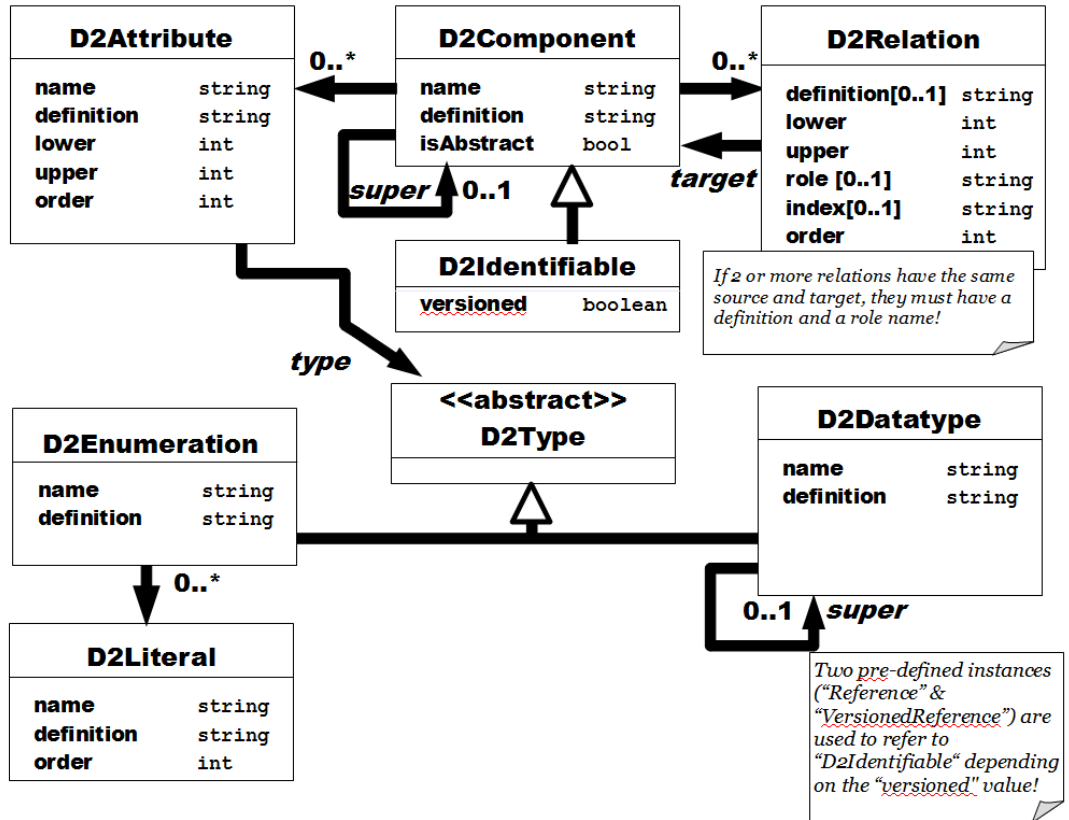 D2Attribute
name string
definition string
lower int
upper int
order int
0..*
D2Component
name string
definition string
isAbstract bool
super 0..1
0..*
target
D2Relation
definition[0..1] string
lower int
upper int
role [0..1] string
index[0..1] string
order int
If 2 or more relations have the same
source and target, they must have a
definition and a role name!
D2Identifiable
versioned boolean
type
<<abstract>>
D2Type
D2Enumeration
name string
definition string
0..*
D2Literal
name string
definition string
order int
D2Datatype
name string
definition string
0..1 super
Two pre-defined instances
(“Reference” &
“VersionedReference”) are
used to refer to
“D2Identifiable“ depending
on the “versioned" value!